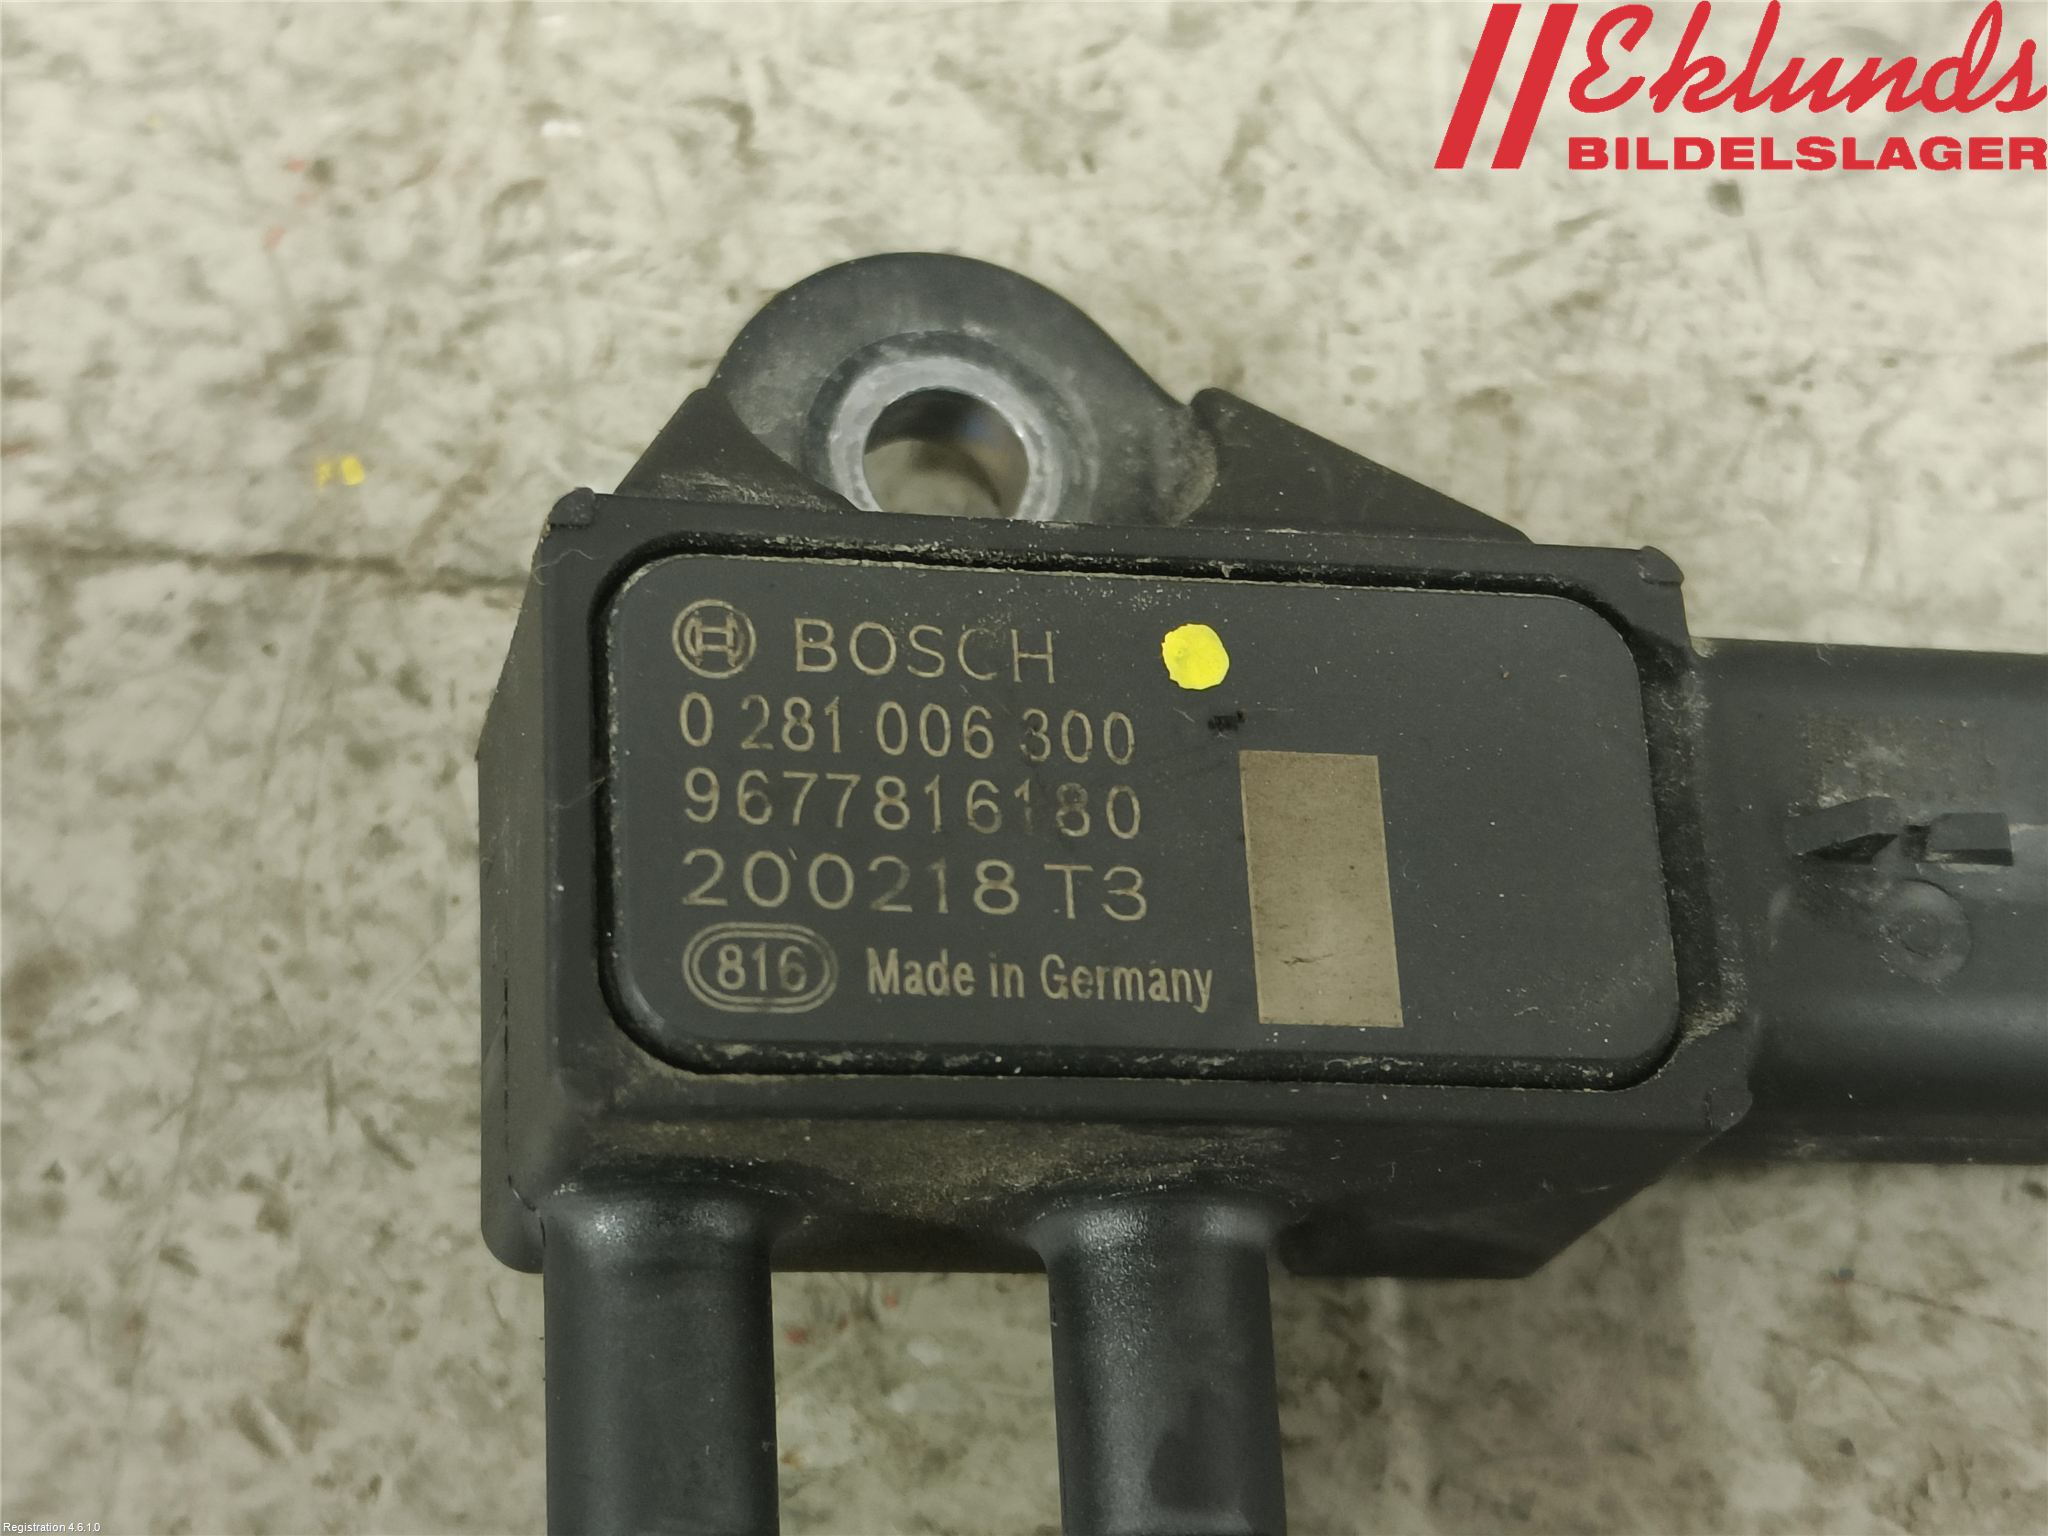 Eklunds
BILDELSLAGER
BOSCH
0 281 006 300
9677816180
200218 T3
816 Made in Germany
Registration 4.6.1.0